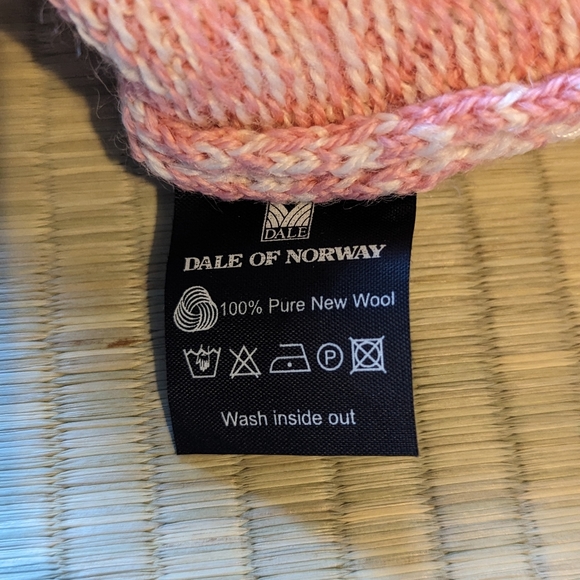 DALE
DALE OF NORWAY
100% Pure New Wool
P
Wash inside out